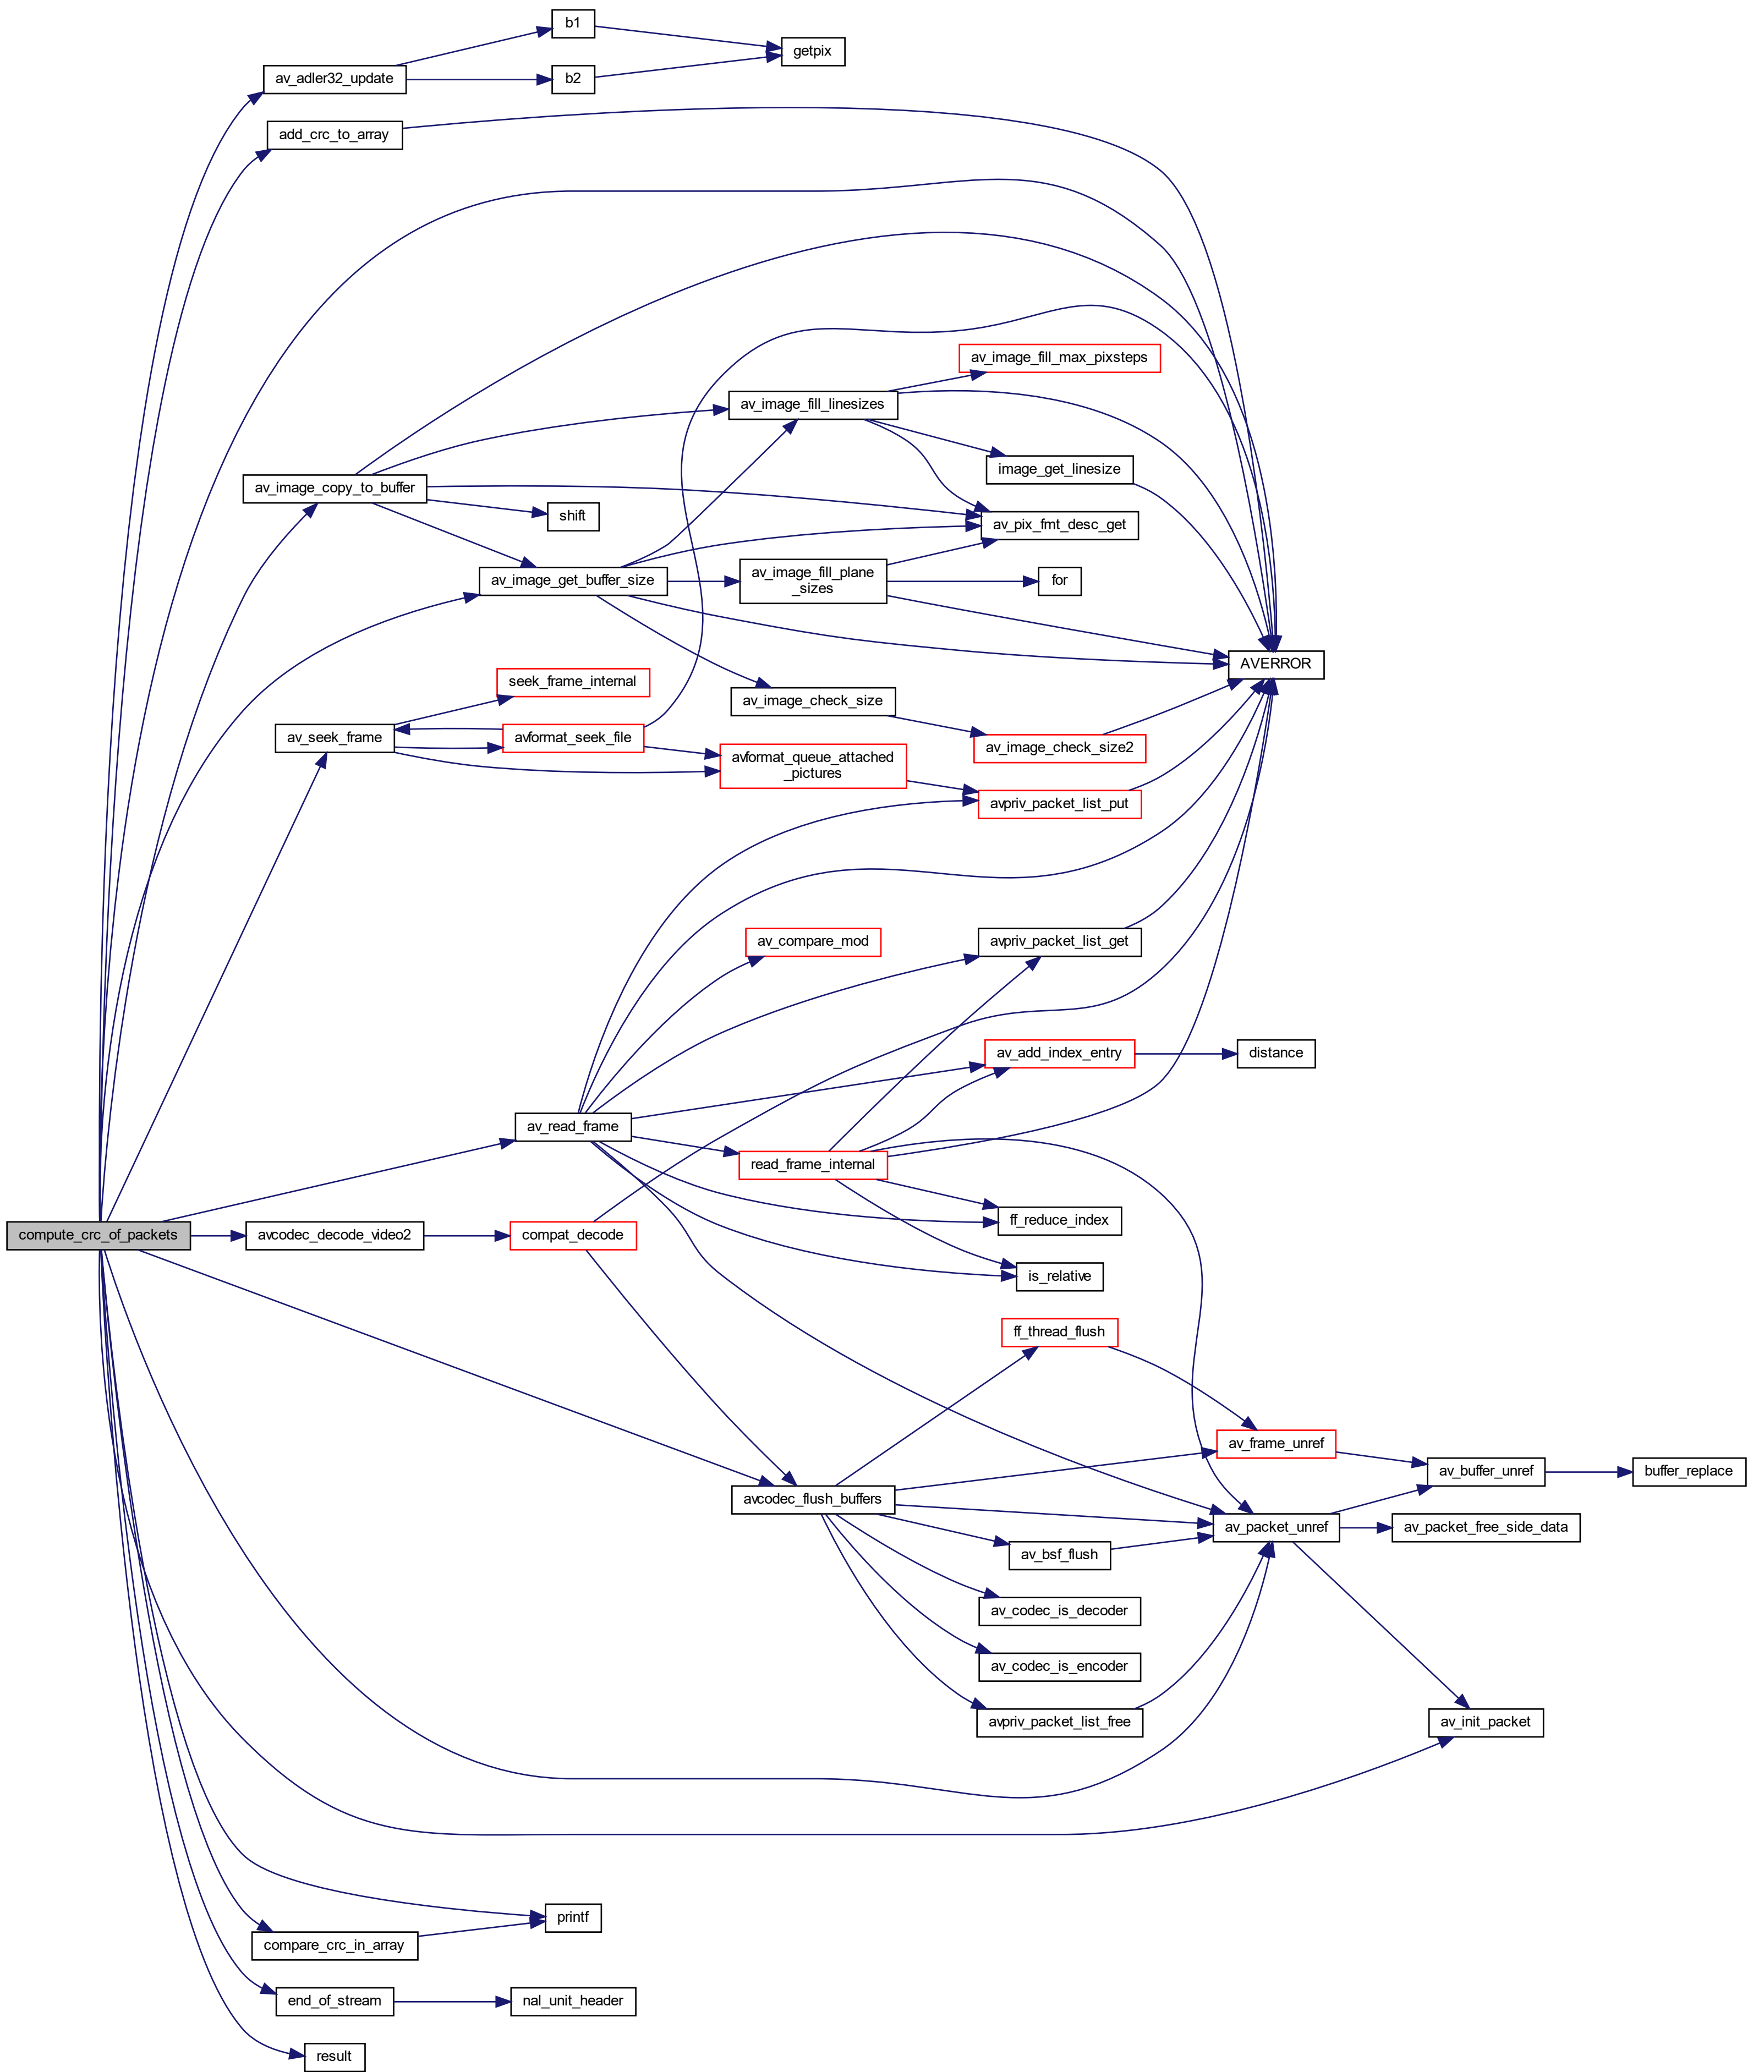 b1
getpix
av_adler32_update
b2
add_crc_to_array
av_image_fill_max_pixsteps
av_image_fill_linesizes
image_get_linesize
av_image_copy_to_buffer
shift
av_pix_fmt_desc_get
av_image_get_buffer_size
av_image_fill_plane
_sizes
for
AVERROR
seek_frame_internal
av_image_check_size
av_seek_frame
avformat_seek_file
av_image_check_size2
avformat_queue_attached
_pictures
avpriv_packet_list_put
av_compare_mod
avpriv_packet_list_get
av_add_index_entry
distance
av_read_frame
read_frame_internal
ff_reduce_index
compute_crc_of_packets
avcodec_decode_video2
compat_decode
is_relative
ff_thread_flush
av_frame_unref
av_buffer_unref
buffer_replace
avcodec_flush_buffers
av_packet_unref
av_packet_free_side_data
av_bsf_flush
av_codec_is_decoder
av_codec_is_encoder
avpriv_packet_list_free
av_init_packet
printf
compare_crc_in_array
end_of_stream
nal_unit_header
result